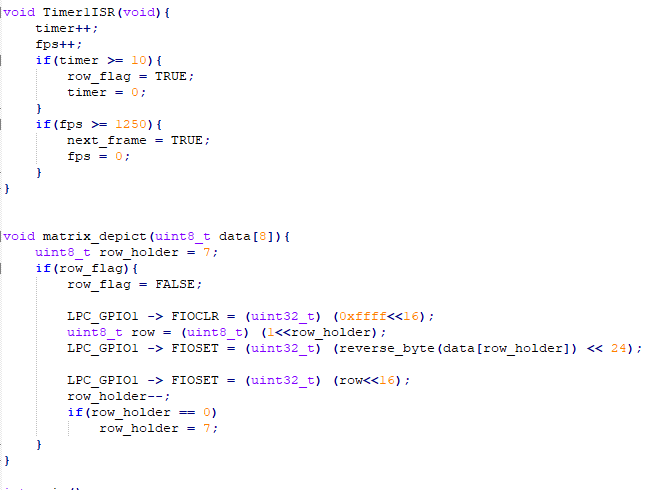 void Timer1ISR(void){
    timer++;
    fps++;
    if(timer >= 10){
        row_flag = TRUE;
        timer = 0;
    }
    if(fps >= 1250){
        next_frame = TRUE;
        fps = 0;
    }
}
void matrix_depict(uint8_t data[8]){
    uint8_t row_holder = 7;
    if(row_flag){
        row_flag = FALSE;
        LPC_GPIO1 -> FIOCLR = (uint32_t) (0xffff<<16);
        uint8_t row = (uint8_t) (1<<row_holder);
        LPC_GPIO1 -> FIOSET = (uint32_t) (reverse_byte(data[row_holder]) << 24);
        LPC_GPIO1 -> FIOSET = (uint32_t) (row<<16);
        row_holder--;
        if(row_holder == 0)
            row_holder = 7;
    }
}